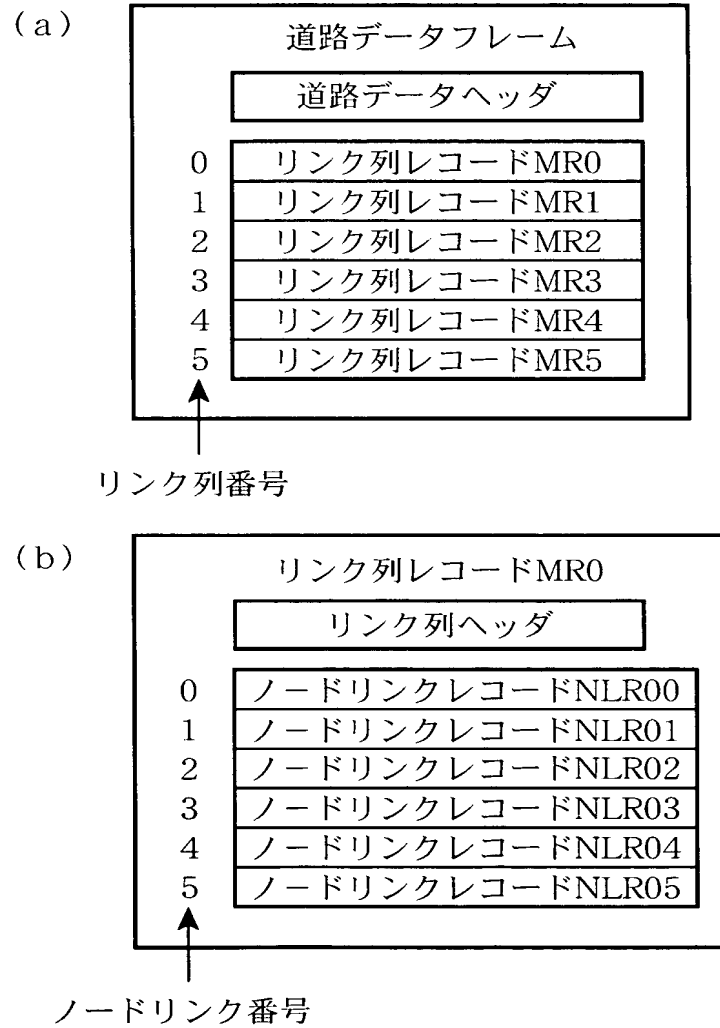 (a)
道路データフレーム
道路データヘッダ
0 リンク列レコードMR0
1 リンク列レコードMR1
2 リンク列レコードMR2
3 リンク列レコードMR3
4 リンク列レコードMR4
5 リンク列レコードMR5
リンク列番号
(b)
リンク列レコードMR0
リンク列ヘッダ
0 ノードリンクレコードNLR00
1 ノードリンクレコードNLR01
2 ノードリンクレコードNLR02
3 ノードリンクレコードNLR03
4 ノードリンクレコードNLR04
5 ノードリンクレコードNLR05
ノードリンク番号